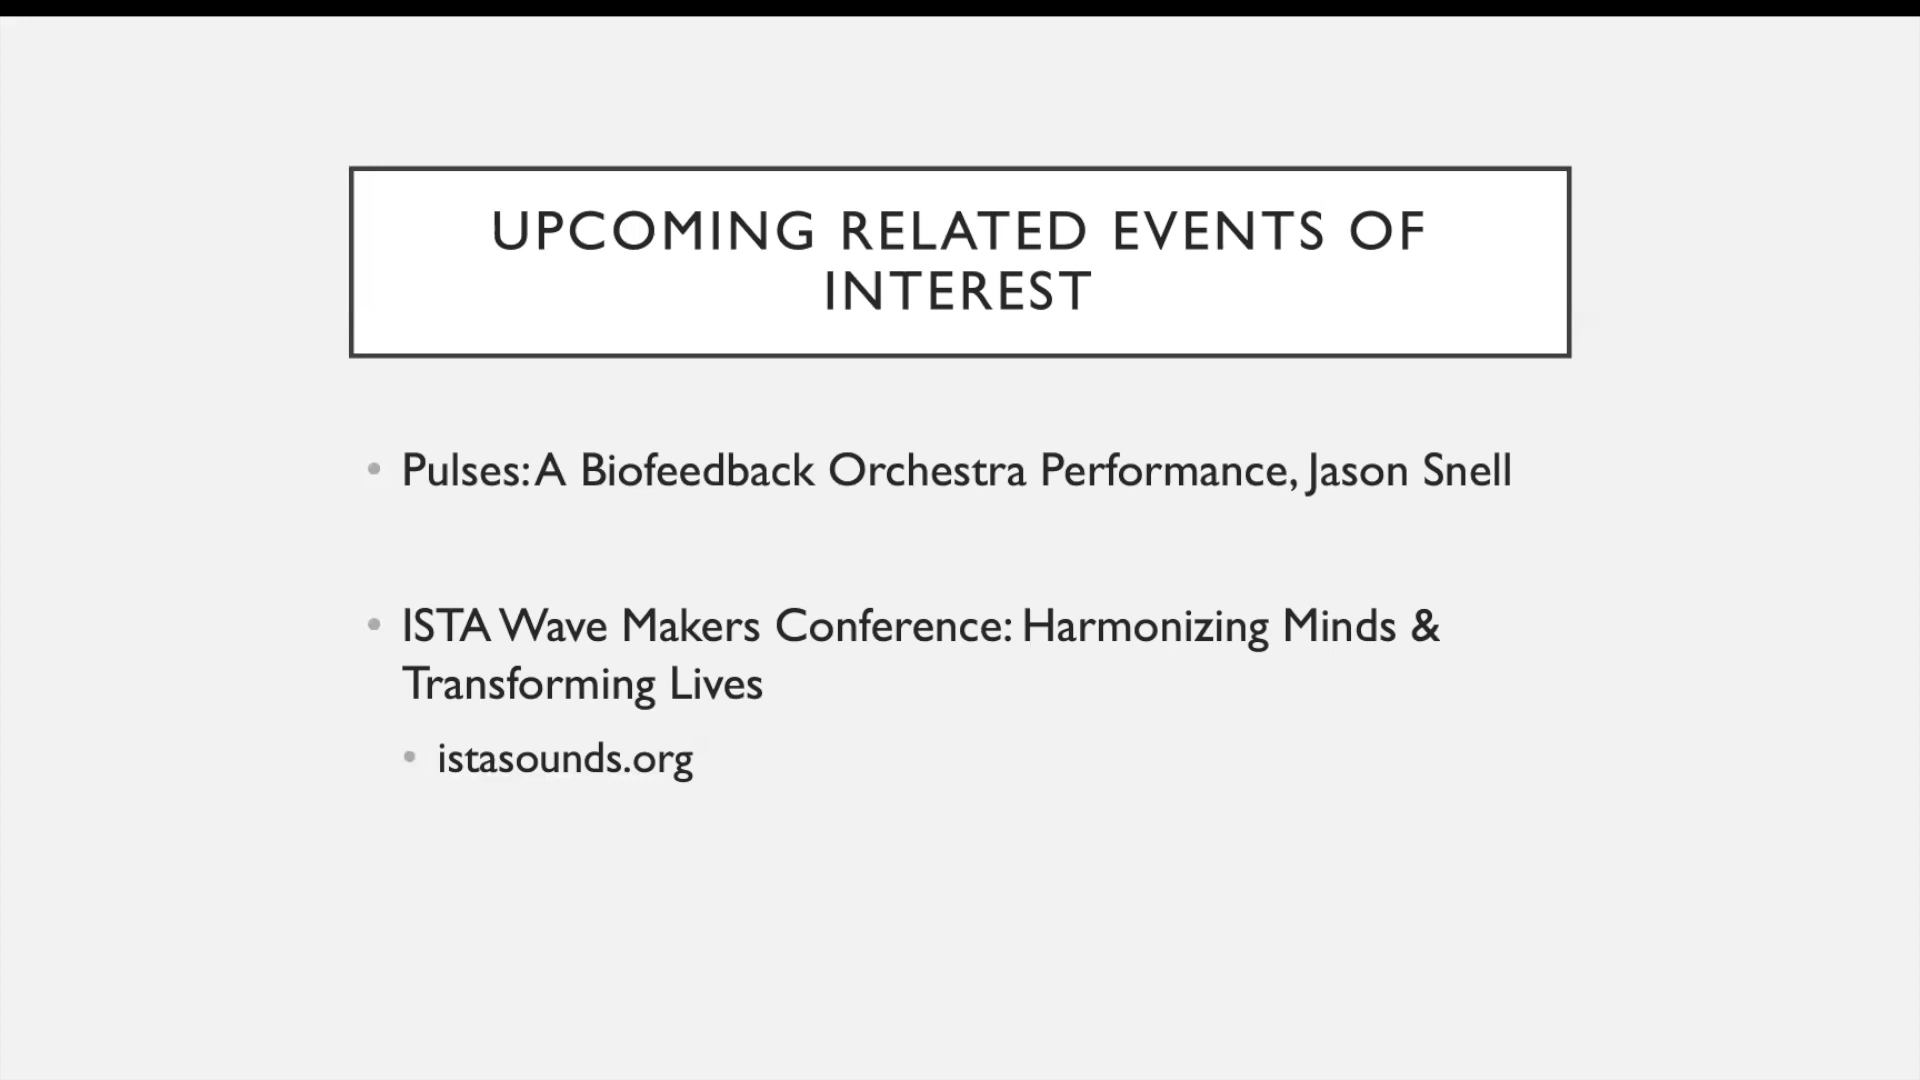 UPCOMING RELATED EVENTS OF
INTEREST
• Pulses: A Biofeedback Orchestra Performance, Jason Snell
• ISTA Wave Makers Conference: Harmonizing Minds &
Transforming Lives
• istasounds.org